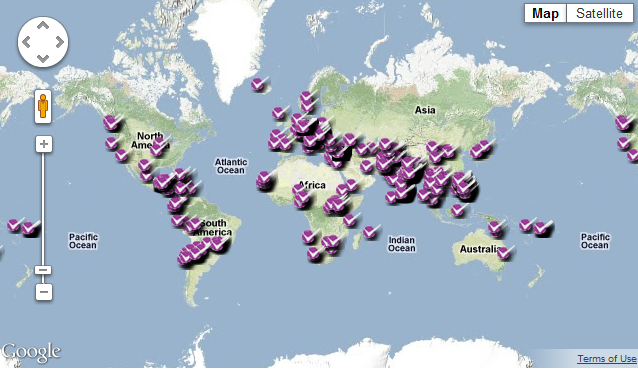 Map
Satellite
Asia
North
America
Atlantic
Ocean
Africa
Pacific
Ocean
South
America
Indian
Ocean
Australia
Pacific
Ocean
Google
Terms of Use